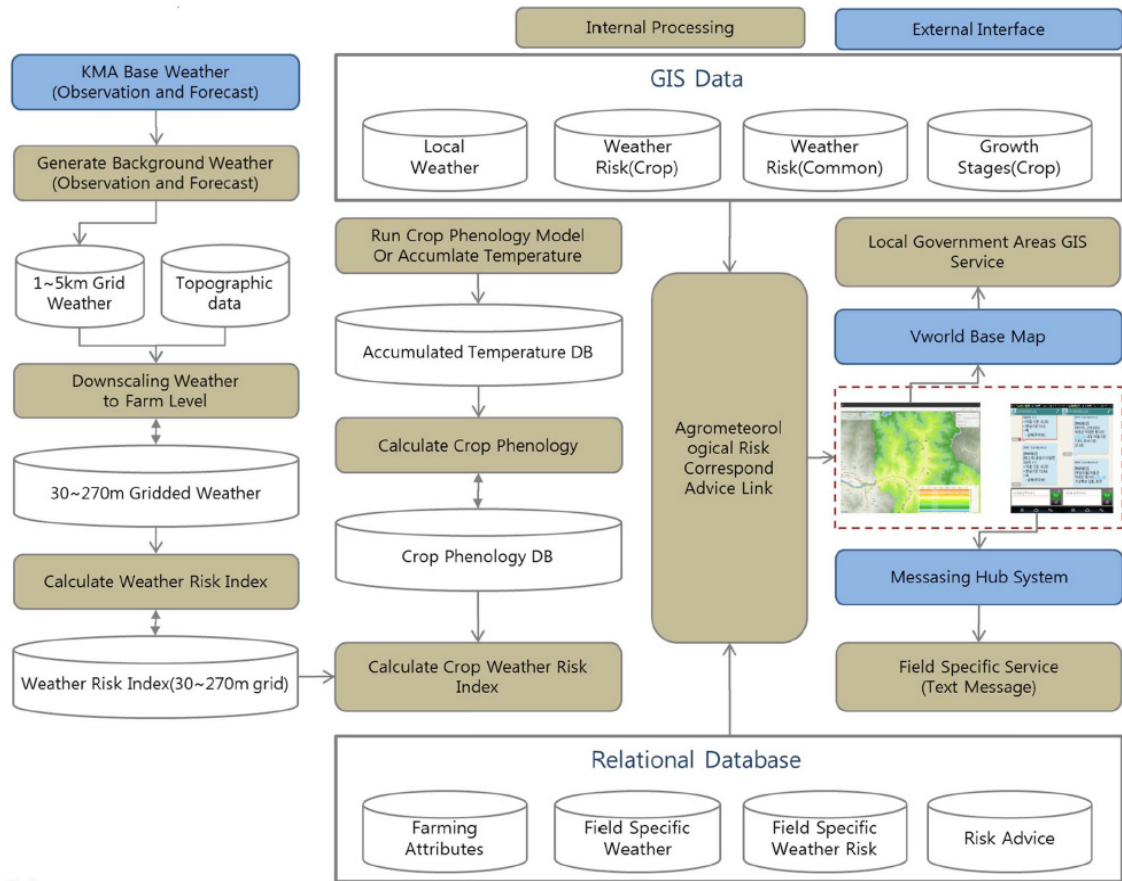 Internal Processing
External Interface
KMA Base Weather
(Observation and Forecast)
Generate Background Weather
(Observation and Forecast)
1~5km Grid
Weather
Topographic
data
Downscaling Weather
to Farm Level
30~270m Gridded Weather
Calculate Weather Risk Index
Weather Risk Index(30~270m grid)
GIS Data
Local
Weather
Weather
Risk(Crop)
Weather
Risk(Common)
Growth
Stages(Crop)
Run Crop Phenology Model
Or Accumlate Temperature
Accumulated Temperature DB
Calculate Crop Phenology
Crop Phenology DB
Calculate Crop Weather Risk
Index
Agrometeorol
ogical Risk
Correspond
Advice Link
Local Government Areas GIS
Service
Vworld Base Map
Messasing Hub System
Field Specific Service
(Text Message)
Relational Database
Farming
Attributes
Field Specific
Weather
Field Specific
Weather Risk
Risk Advice